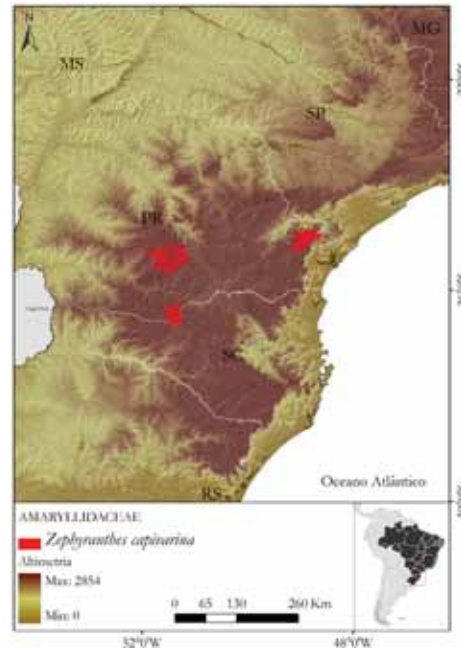 N
MG
MS
SP
PR
SC
RS
Oceano Atlântico
AMARYLLIDACEAE
Zephyranthes capisarina
Altimetria
Max: 2854
Min: 0
0 65 130 260 Km
52°0'W 48°0'W